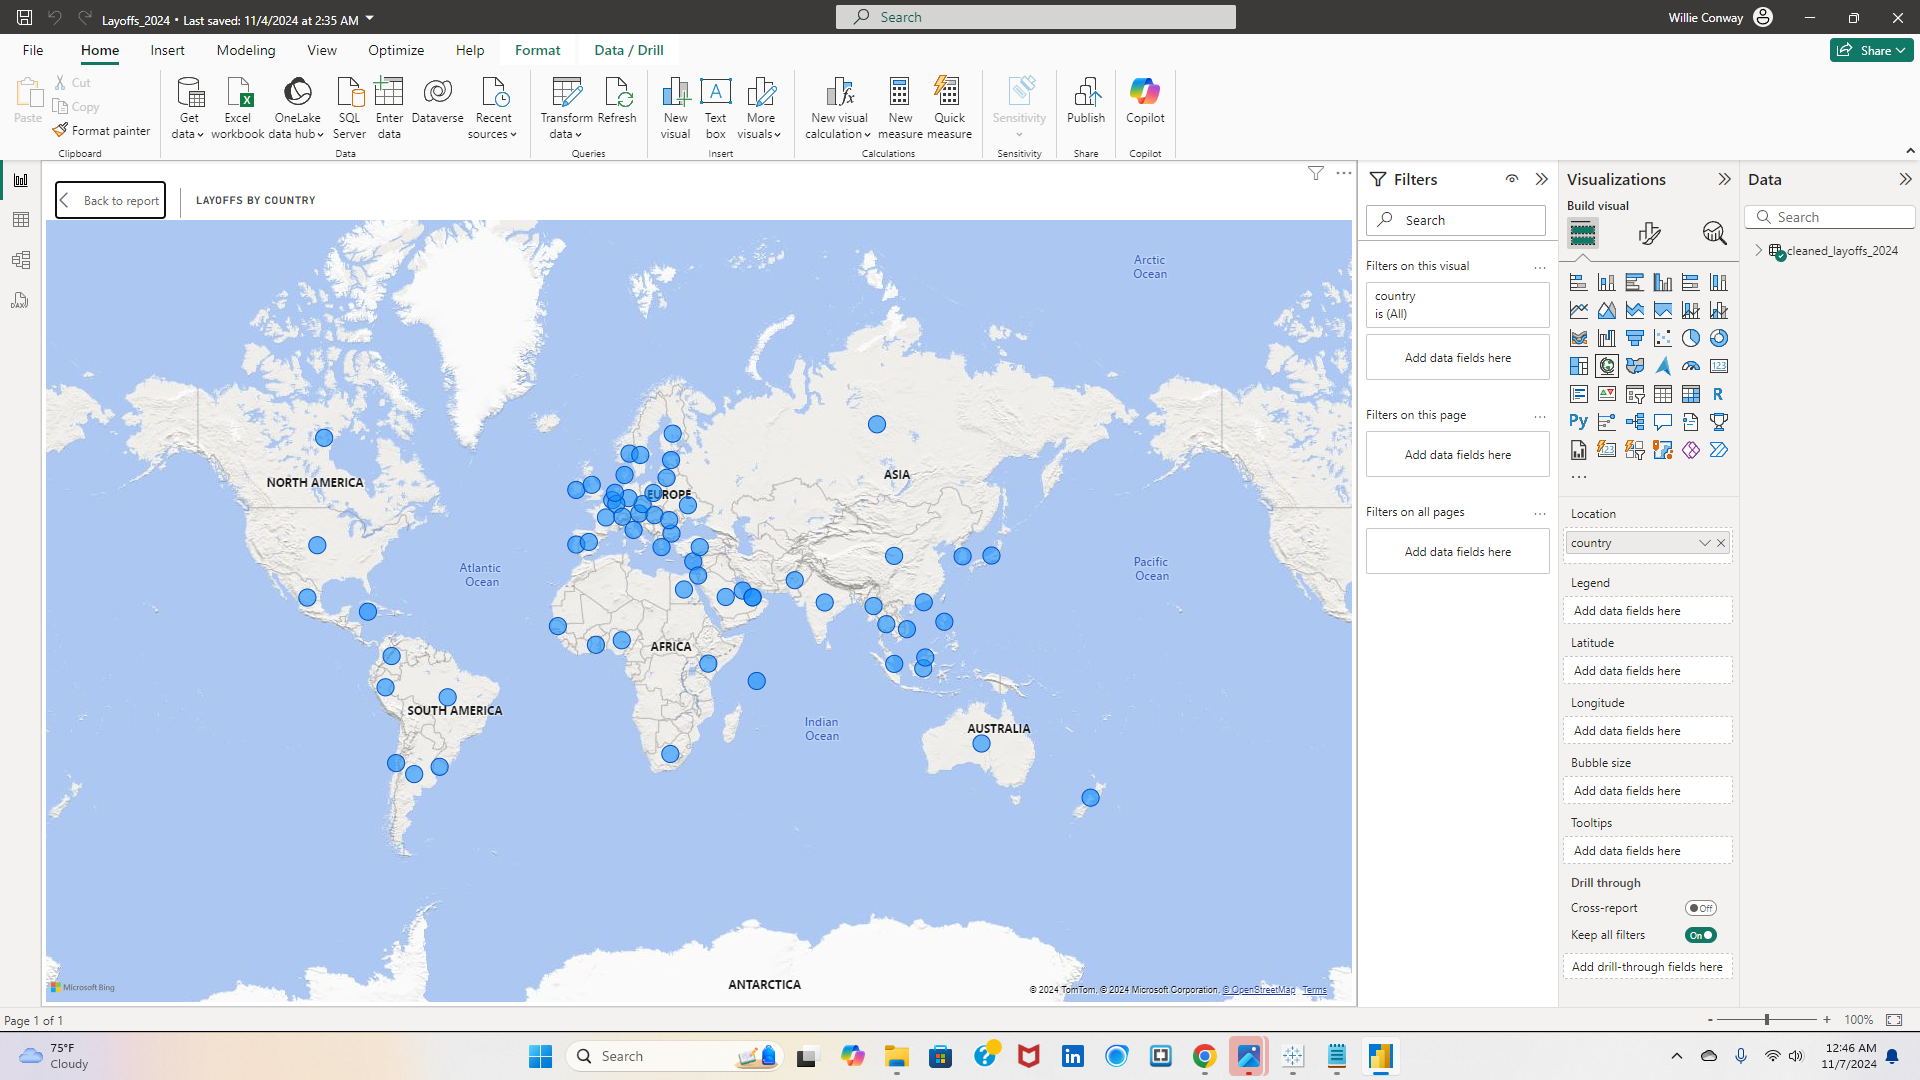 Layoffs_2024 • Last saved: 11/4/2024 at 2:35 AM
Search
Willie Conway
File Home Insert Modeling View Optimize Help Format Data / Drill
Share
Paste
Cut
Copy
Format painter
Clipboard
Get data
Excel workbook
OneLake data hub
SQL Server
Enter data
Dataverse
Recent sources
Data
Transform data
Refresh
Queries
New visual
Text box
More visuals
Insert
New visual calculation
New measure
Quick measure
Calculations
Sensitivity
Sensitivity
Publish
Share
Copilot
Copilot
Back to report
LAYOFFS BY COUNTRY
Arctic
Ocean
NORTH AMERICA
ASIA
EUROPE
Atlantic
Ocean
Pacific
Ocean
AFRICA
SOUTH AMERICA
Indian
Ocean
AUSTRALIA
ANTARCTICA
Microsoft Bing
© 2024 TomTom, © 2024 Microsoft Corporation, © OpenStreetMap Terms
Filters
Search
Filters on this visual
country
is (All)
Add data fields here
Filters on this page
Add data fields here
Filters on all pages
Add data fields here
Visualizations
Build visual
123
R
Py
123
Location
country
Legend
Add data fields here
Latitude
Add data fields here
Longitude
Add data fields here
Bubble size
Add data fields here
Tooltips
Add data fields here
Drill through
Cross-report
Off
Keep all filters
On
Add drill-through fields here
Data
Search
cleaned_layoffs_2024
Page 1 of 1
- + 100%
75°F
Cloudy
Search
12:46 AM
11/7/2024